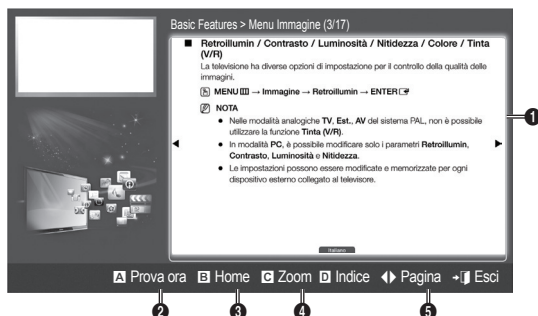 Basic Features > Menu Immagine (3/17)
■ Retroillumin / Contrasto / Luminosità / Nitidezza / Colore / Tinta
(V/R)
La televisione ha diverse opzioni di impostazione per il controllo della qualità delle
immagini.
MENU → Immagine → Retroillumin → ENTER
NOTA
● Nelle modalità analogiche TV, Est., AV del sistema PAL, non è possibile
utilizzare la funzione Tinta (V/R).
● In modalità PC, è possibile modificare solo i parametri Retroillumin,
Contrasto, Luminosità e Nitidezza.
● Le impostazioni possono essere modificate e memorizzate per ogni
dispositivo esterno collegato al televisore.
1
Italiano
A Prova ora B Home C Zoom D Indice ◀▶ Pagina Esci
2 3 4 5